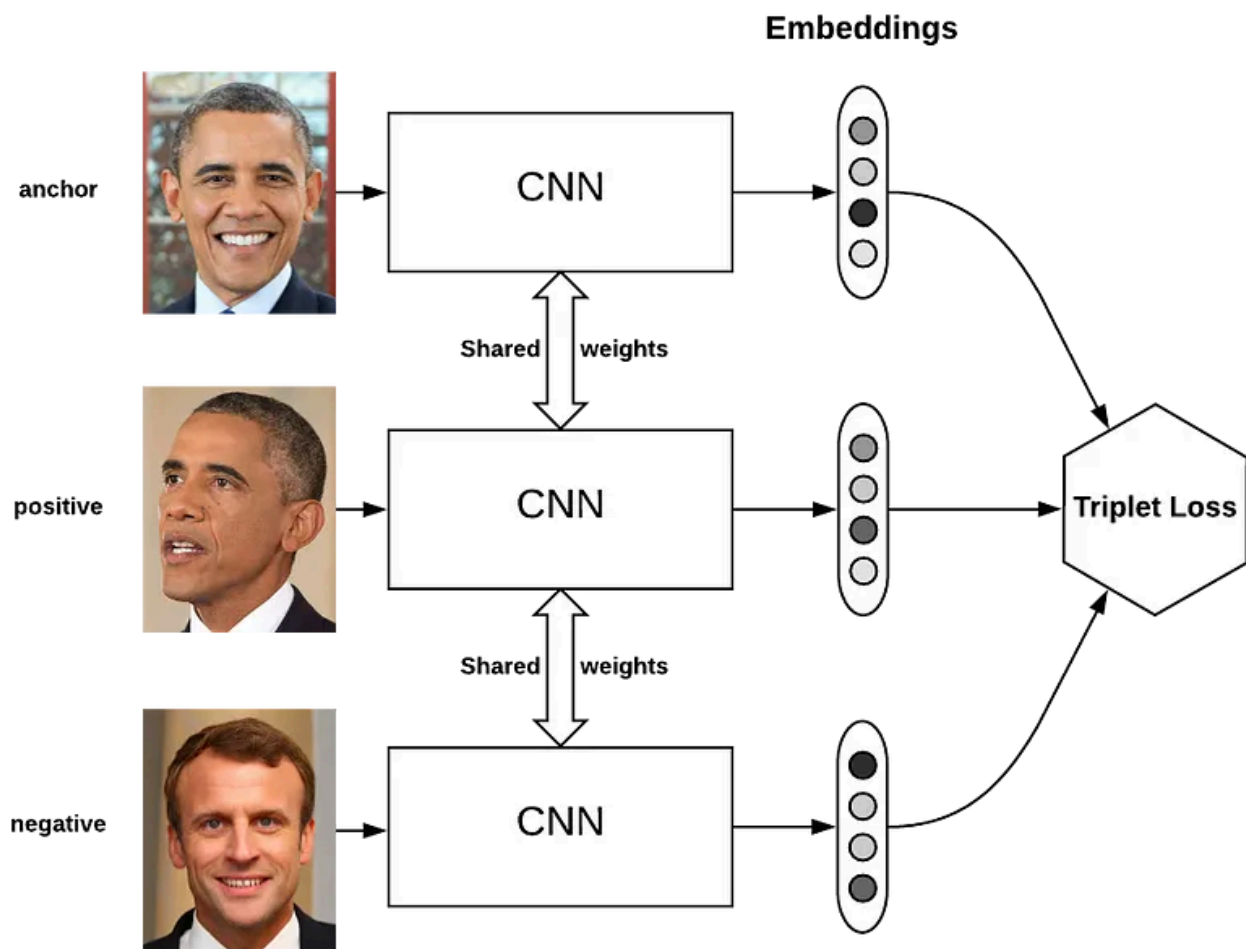 Embeddings
anchor
CNN
Shared weights
positive
CNN
Triplet Loss
Shared weights
negative
CNN